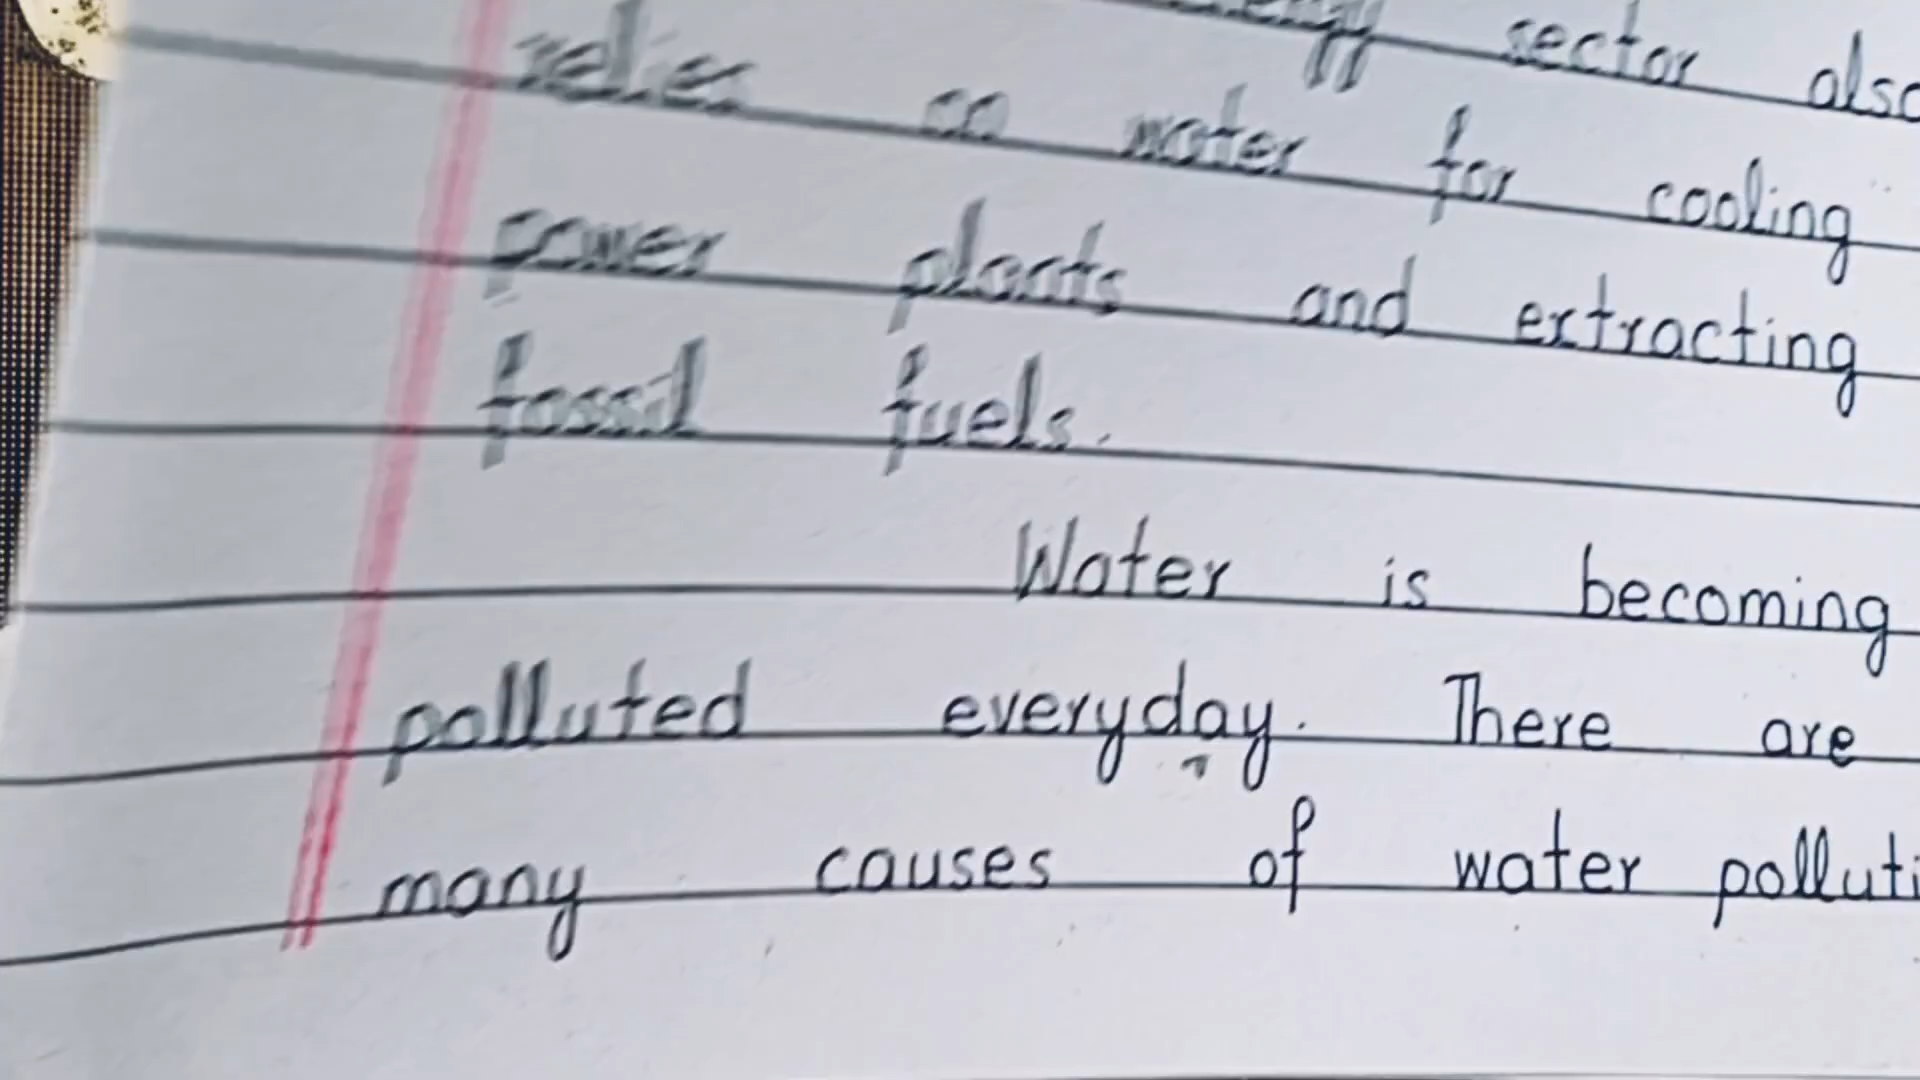 sector also
relies on water for cooling
power plants and extracting
fossil fuels.
Water is becoming
polluted everyday. There are
many causes of water polluti